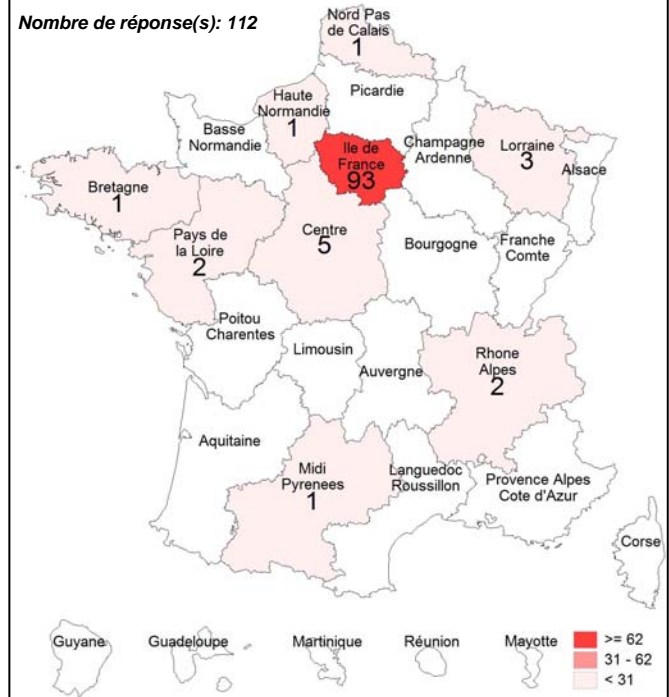 Nombre de réponse(s): 112
Nord Pas
de Calais
1
Picardie
Haute
Normandie
1
Basse
Normandie
Ile de
France
93
Champagne
Ardenne
Lorraine
3
Alsace
Bretagne
1
Pays de
la Loire
2
Centre
5
Bourgogne
Franche
Comte
Poitou
Charentes
Limousin
Auvergne
Rhone
Alpes
2
Aquitaine
Midi
Pyrenees
1
Languedoc
Roussillon
Provence Alpes
Cote d'Azur
Corse
Guyane
Guadeloupe
Martinique
Réunion
Mayotte
>= 62
31 - 62
< 31